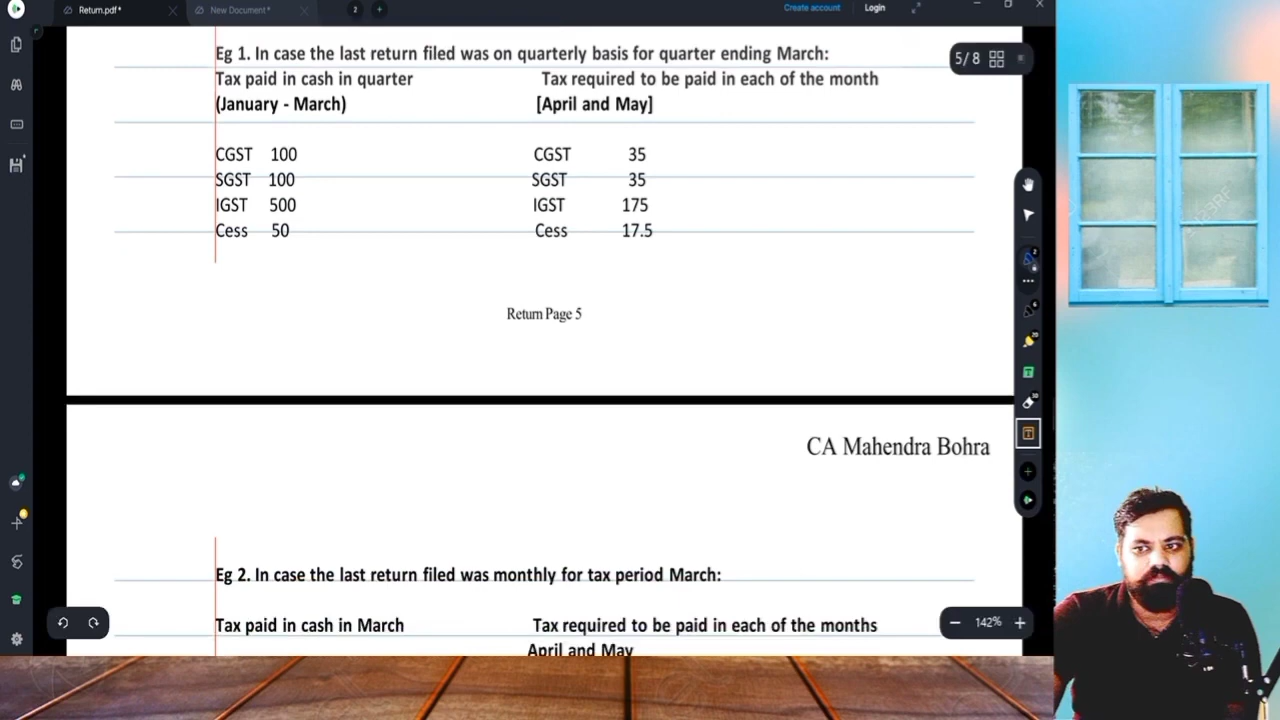 Return.pdf*
New Document*
2
Create account
Login
Eg 1. In case the last return filed was on quarterly basis for quarter ending March:
5/8
Tax paid in cash in quarter Tax required to be paid in each of the month
(January - March) [April and May]
CGST 100 CGST 35
SGST 100 SGST 35
IGST 500 IGST 175
Cess 50 Cess 17.5
Return Page 5
CA Mahendra Bohra
Eg 2. In case the last return filed was monthly for tax period March:
Tax paid in cash in March Tax required to be paid in each of the months
142%
April and May